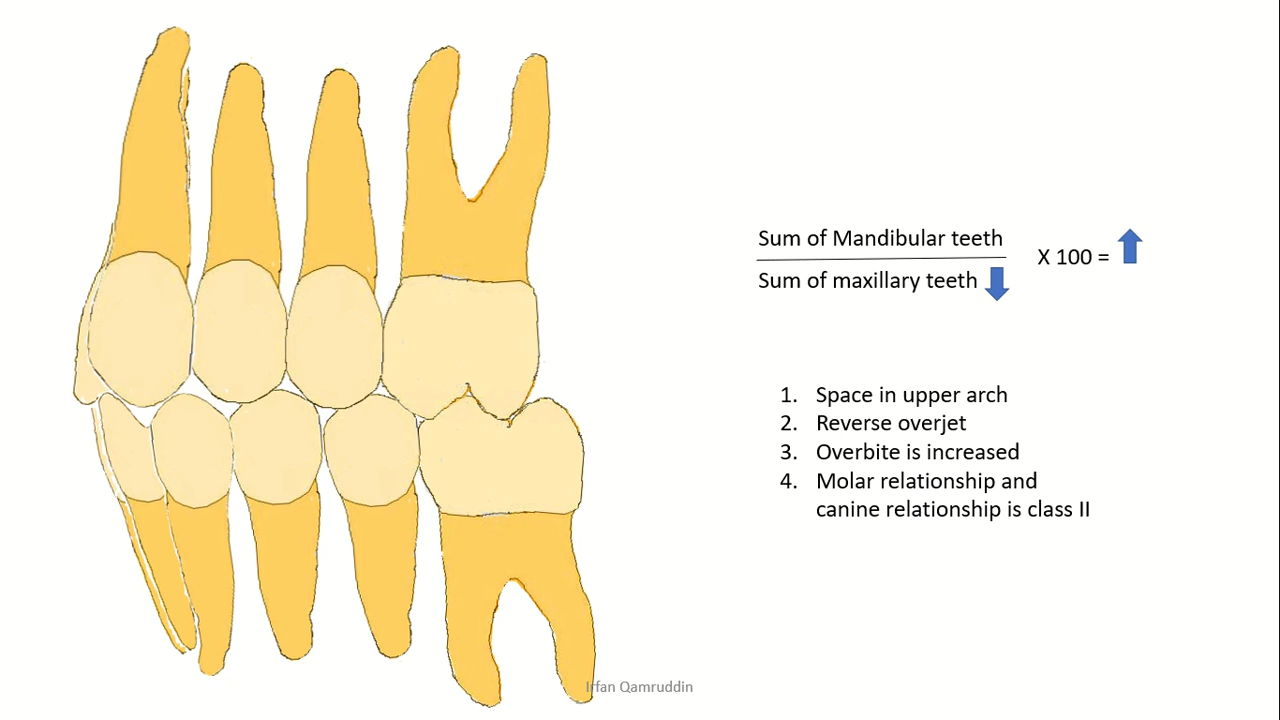 Sum of Mandibular teeth
X 100 =
Sum of maxillary teeth
1. Space in upper arch
2. Reverse overjet
3. Overbite is increased
4. Molar relationship and
canine relationship is class II
Irfan Qamruddin